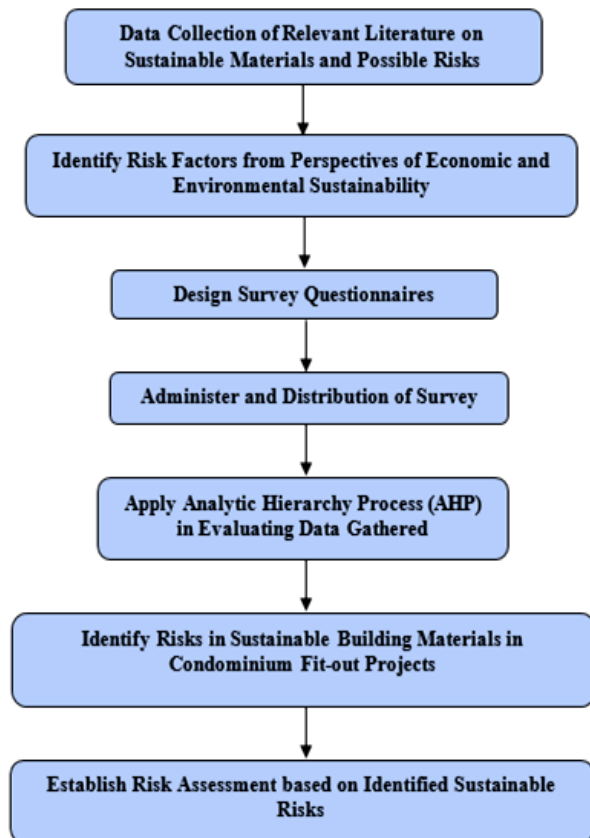 Data Collection of Relevant Literature on
Sustainable Materials and Possible Risks
Identify Risk Factors from Perspectives of Economic and
Environmental Sustainability
Design Survey Questionnaires
Administer and Distribution of Survey
Apply Analytic Hierarchy Process (AHP)
in Evaluating Data Gathered
Identify Risks in Sustainable Building Materials in
Condominium Fit-out Projects
Establish Risk Assessment based on Identified Sustainable
Risks